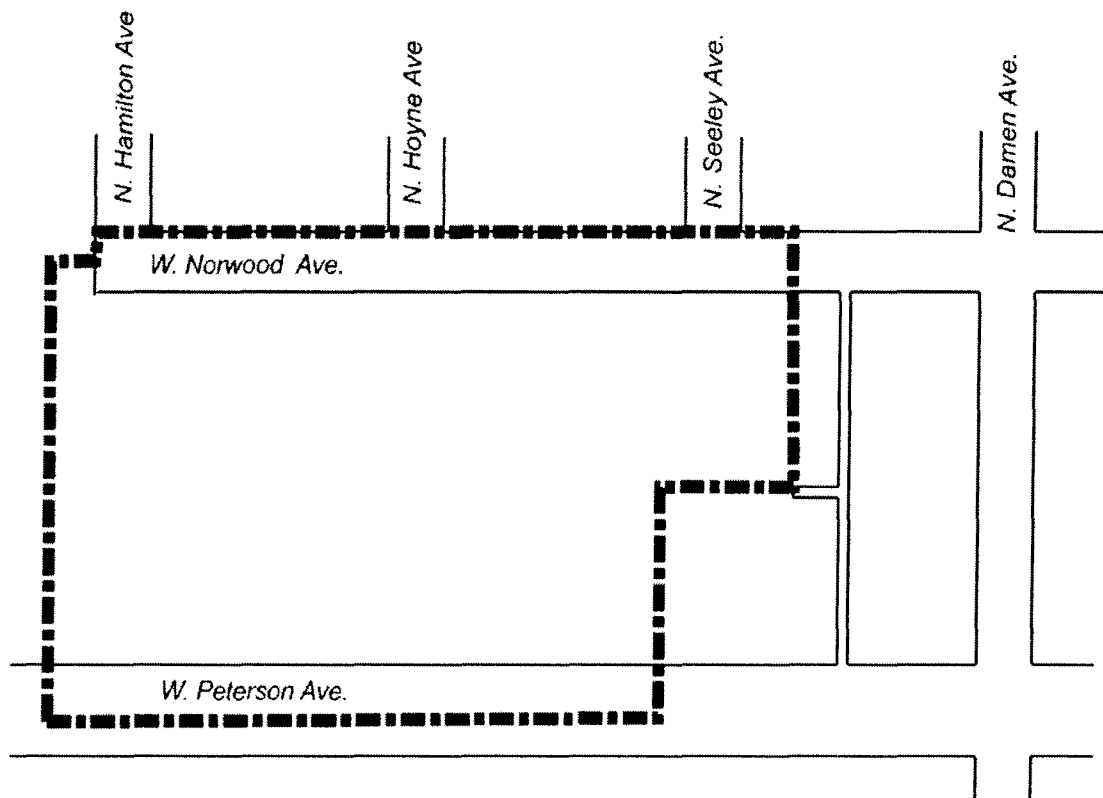 N. Hamilton Ave
N. Hoyne Ave
N. Seeley Ave.
N. Damen Ave.
W. Norwood Ave.
W. Peterson Ave.